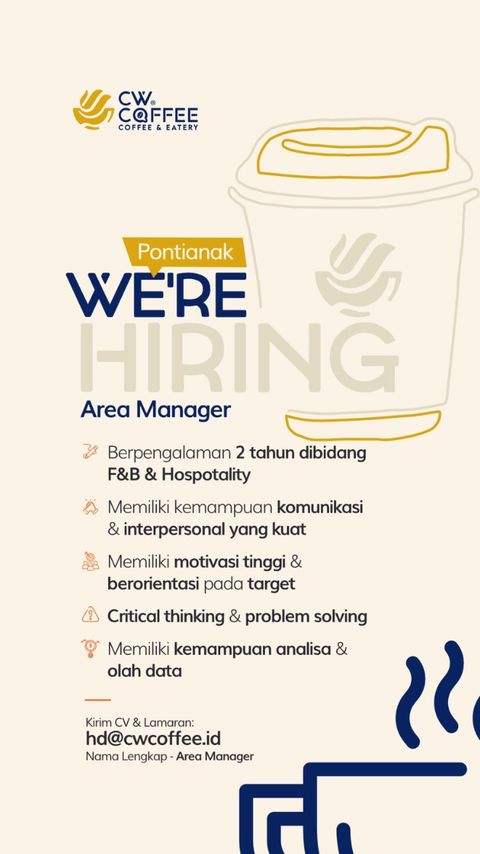 CW
COFFEE
COFFEE & EATERY
Pontianak
WE'RE
HIRING
Area Manager
Berpengalaman 2 tahun dibidang
F&B & Hospotality
Memiliki kemampuan komunikasi
& interpersonal yang kuat
Memiliki motivasi tinggi &
berorientasi pada target
Critical thinking & problem solving
Memiliki kemampuan analisa &
olah data
Kirim CV & Lamaran:
hd@cwcoffee.id
Nama Lengkap - Area Manager